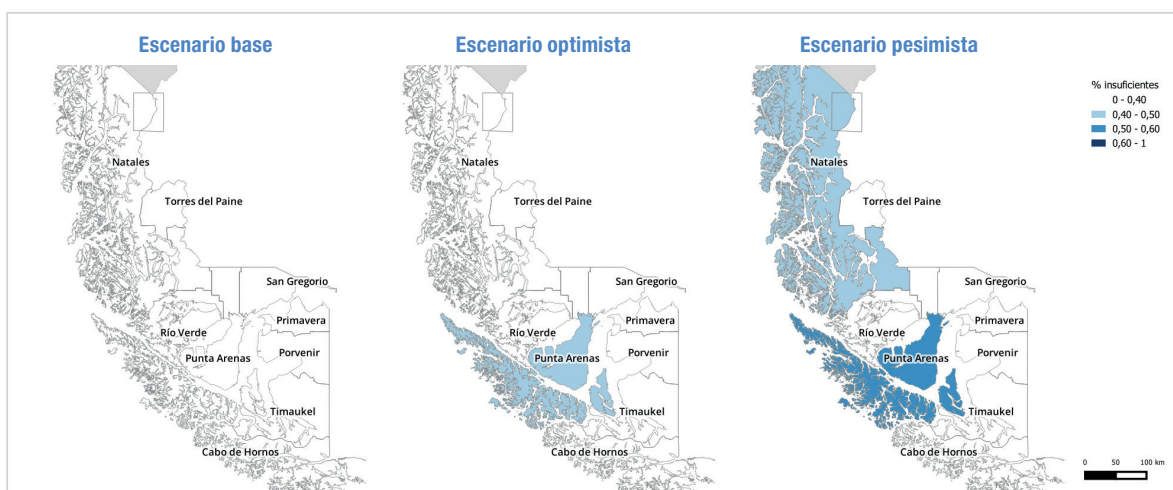 Escenario base
Escenario optimista
Escenario pesimista
Natales
Torres del Paine
San Gregorio
Primavera
Río Verde
Punta Arenas
Porvenir
Timaukel
Cabo de Hornos
Natales
Torres del Paine
San Gregorio
Primavera
Río Verde
Punta Arenas
Porvenir
Timaukel
Cabo de Hornos
Natales
Torres del Paine
San Gregorio
Primavera
Río Verde
Punta Arenas
Porvenir
Timaukel
Cabo de Hornos
% insuficientes
0 - 0,40
0,40 - 0,50
0,50 - 0,60
0,60 - 1
0 50 100 km